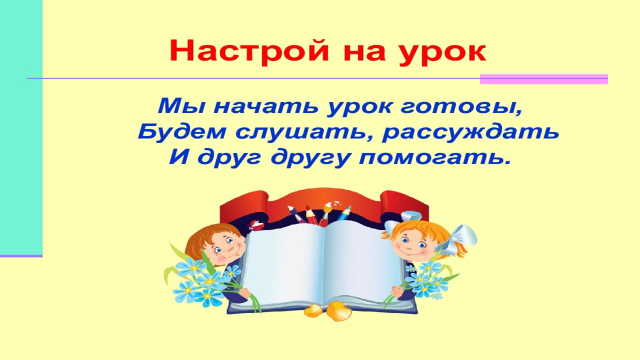 Настрой на урок
Мы начать урок готовы,
Будем слушать, рассуждать
И друг другу помогать.